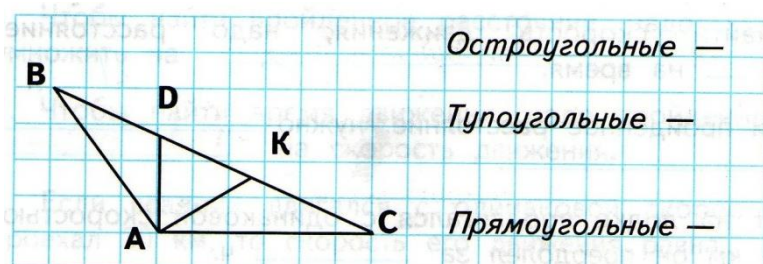 Остроугольные —
B
D
Тупоугольные —
K
A
C
Прямоугольные —